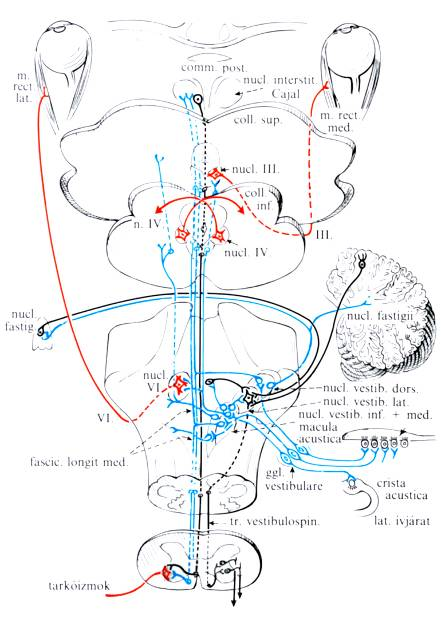 comm. post.
m.
rect
lat.
nucl. interstit.
Cajal
coll. sup.
m. rect.
med.
nucl. III.
coll.
inf
n. IV
nucl. IV.
III.
nucl.
fastig
nucl. fastigii
nucl.
VI.
nucl. vestib. dors.
nucl. vestib. lat.
nucl. vestib. inf. + med.
macula
acustica
VI.
fascic. longit med.
ggl.
vestibulare
crista
acustica
lat. ívjárat
tr. vestibulospin.
tarkóizmok